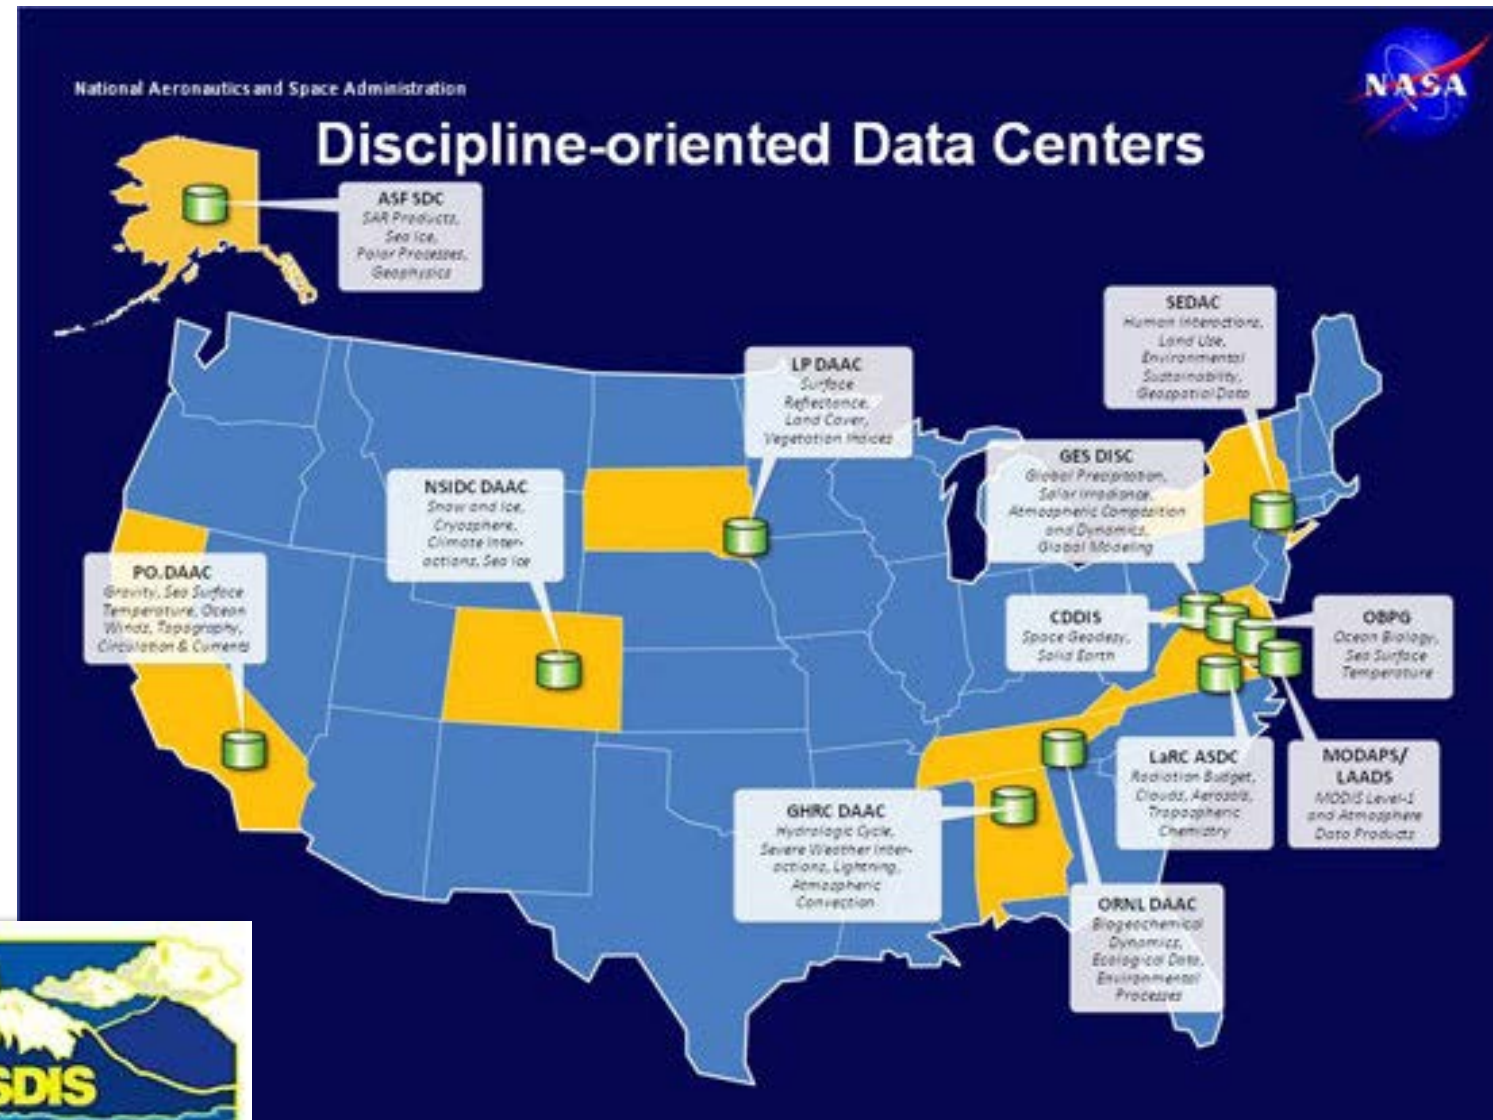 National Aeronautics and Space Administration
NASA
Discipline-oriented Data Centers
ASF SDC
SAR Products,
Sea Ice,
Polar Processes,
Geophysics
SEDAC
Human Interactions,
Land Use,
Environmental
Sustainability,
Geospatial Data
LP DAAC
Surface
Reflectance,
Land Cover,
Vegetation Indices
GES DISC
Global Precipitation,
Solar Irradiance,
Atmospheric Composition
and Dynamics,
Global Modeling
NSIDC DAAC
Snow and Ice,
Cryosphere,
Climate Inter-
actions, Sea Ice
PO.DAAC
Gravity, Sea Surface
Temperature, Ocean
Winds, Topography,
Circulation & Currents
CDDIS
Space Geodesy,
Solid Earth
OBPG
Ocean Biology,
Sea Surface
Temperature
LaRC ASDC
Radiation Budget,
Clouds, Aerosols,
Tropospheric
Chemistry
MODAPS/
LAADS
MODIS Level-1
and Atmosphere
Data Products
GHRC DAAC
Hydrologic Cycle,
Severe Weather Inter-
actions, Lightning,
Atmospheric
Convection
ORNL DAAC
Biogeochemical
Dynamics,
Ecological Data,
Environmental
Processes
SDIS